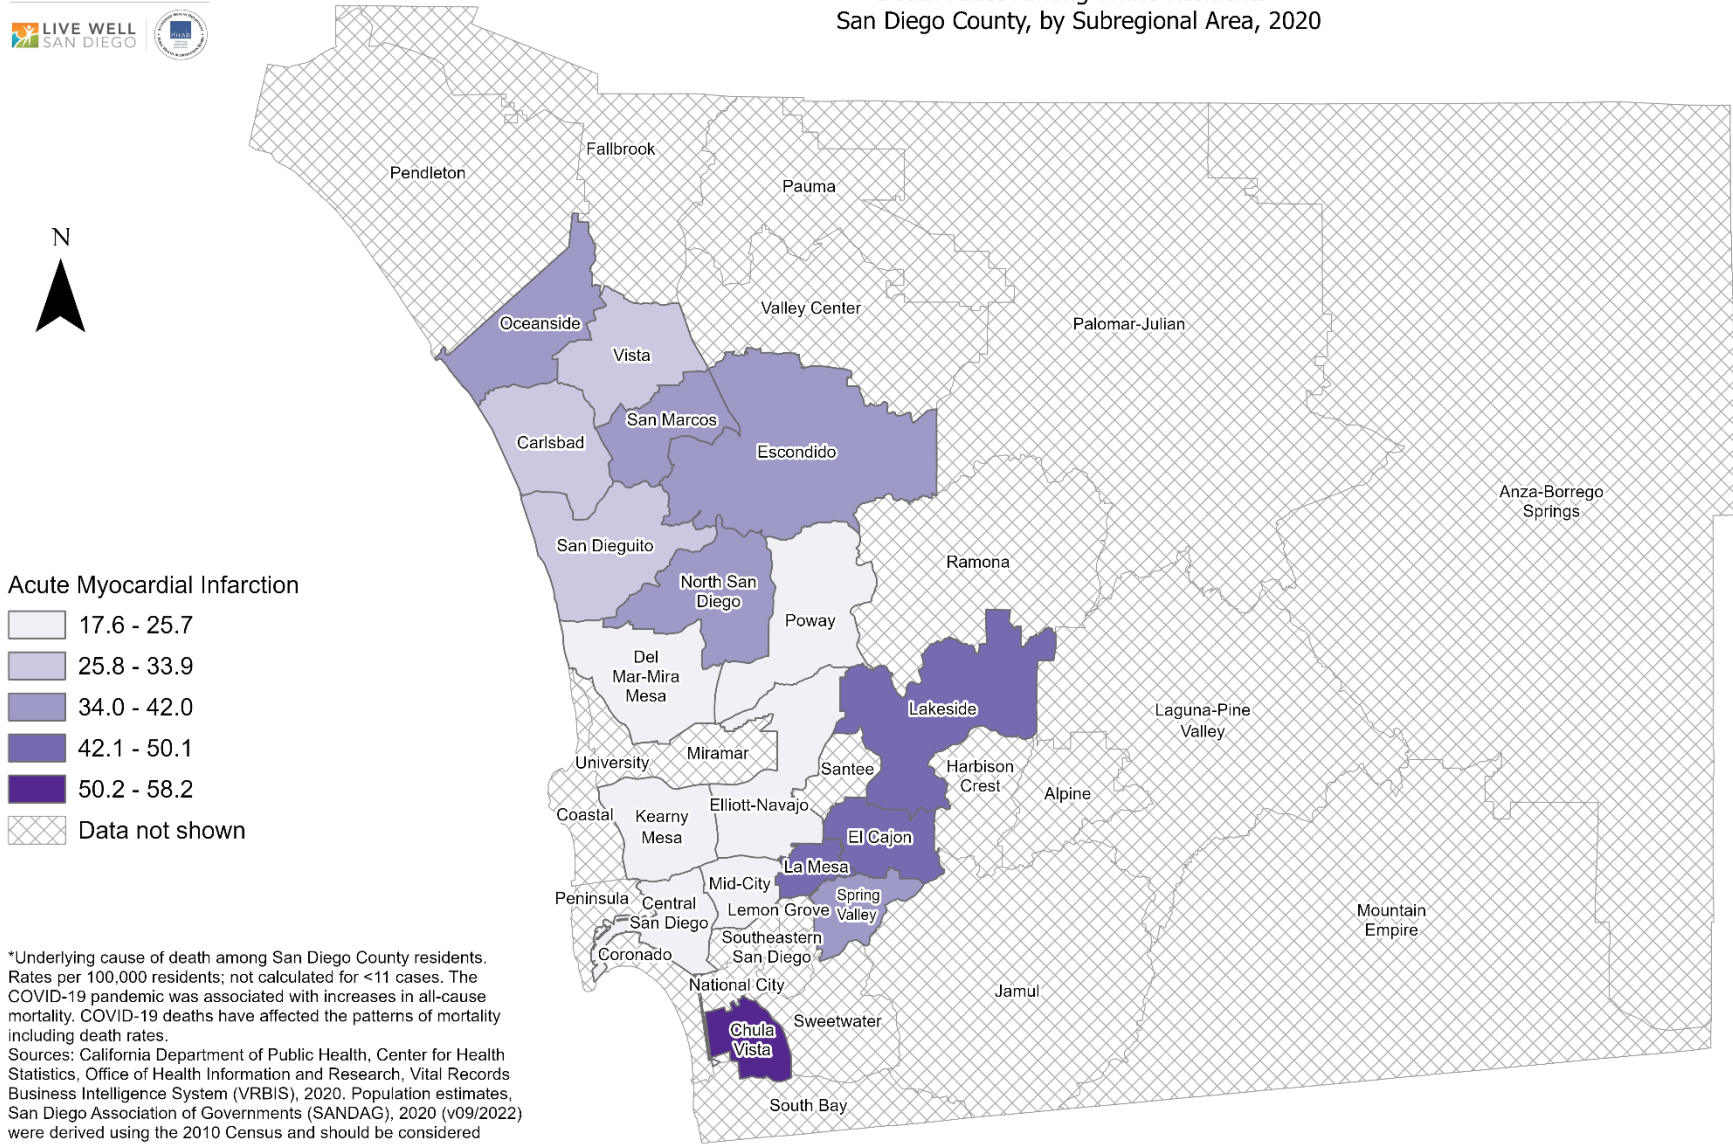 LIVE WELL
SAN DIEGO
PHAB
San Diego County, by Subregional Area, 2020
Fallbrook
Pendleton
Pauma
N
Valley Center
Oceanside
Palomar-Julian
Vista
San Marcos
Carlsbad
Escondido
Anza-Borrego
Springs
San Dieguito
Ramona
North San
Diego
Poway
Del
Mar-Mira
Mesa
Lakeside
Laguna-Pine
Valley
Miramar
University
Santee
Harbison
Crest
Alpine
Elliott-Navajo
Coastal
Kearny
Mesa
El Cajon
La Mesa
Mid-City
Peninsula
Central
San Diego
Spring
Valley
Lemon Grove
Mountain
Empire
Southeastern
San Diego
Coronado
National City
Jamul
Sweetwater
Chula
Vista
South Bay
Acute Myocardial Infarction
17.6 - 25.7
25.8 - 33.9
34.0 - 42.0
42.1 - 50.1
50.2 - 58.2
Data not shown
*Underlying cause of death among San Diego County residents.
Rates per 100,000 residents; not calculated for <11 cases. The
COVID-19 pandemic was associated with increases in all-cause
mortality. COVID-19 deaths have affected the patterns of mortality
including death rates.
Sources: California Department of Public Health, Center for Health
Statistics, Office of Health Information and Research, Vital Records
Business Intelligence System (VRBIS), 2020. Population estimates,
San Diego Association of Governments (SANDAG), 2020 (v09/2022)
were derived using the 2010 Census and should be considered